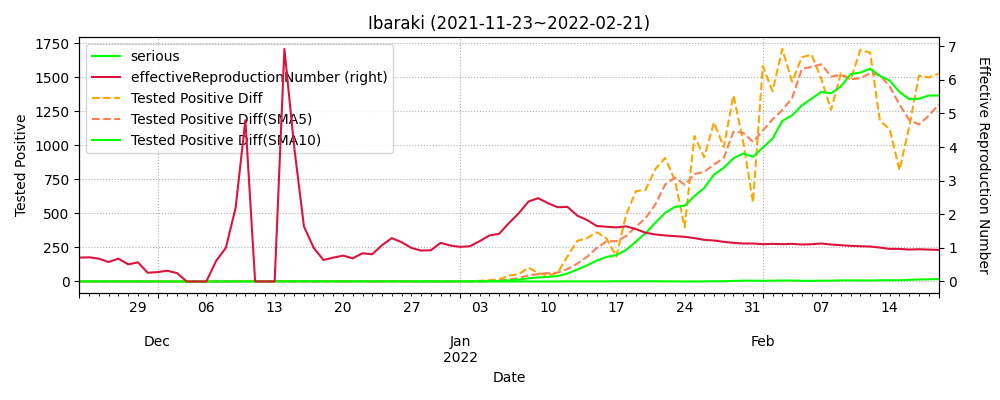 Ibaraki (2021-11-23~2022-02-21)
serious
effectiveReproductionNumber (right)
Tested Positive Diff
Tested Positive Diff(SMA5)
Tested Positive Diff(SMA10)
Tested Positive
1750
1500
1250
1000
750
500
250
0
7
6
5
4
3
2
1
0
Effective Reproduction Number
29 06 13 20 27 03 10 17 24 31 07 14
Dec Jan Feb
2022
Date